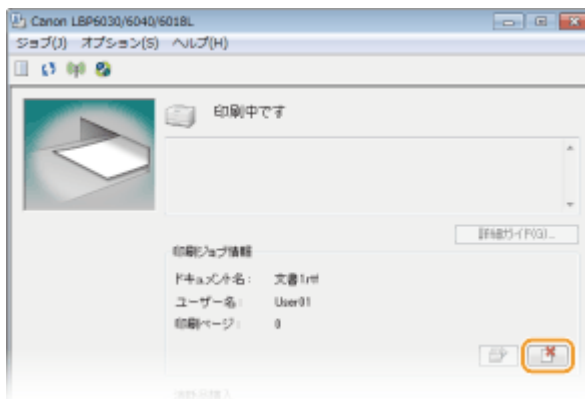 Canon LBP6030/6040/6018L
ジョブ(J) オプション(S) ヘルプ(H)
印刷中です
詳細ガイド(G)...
印刷ジョブ情報
ドキュメント名: 文書1.rtf
ユーザー名: User01
印刷ページ: 0